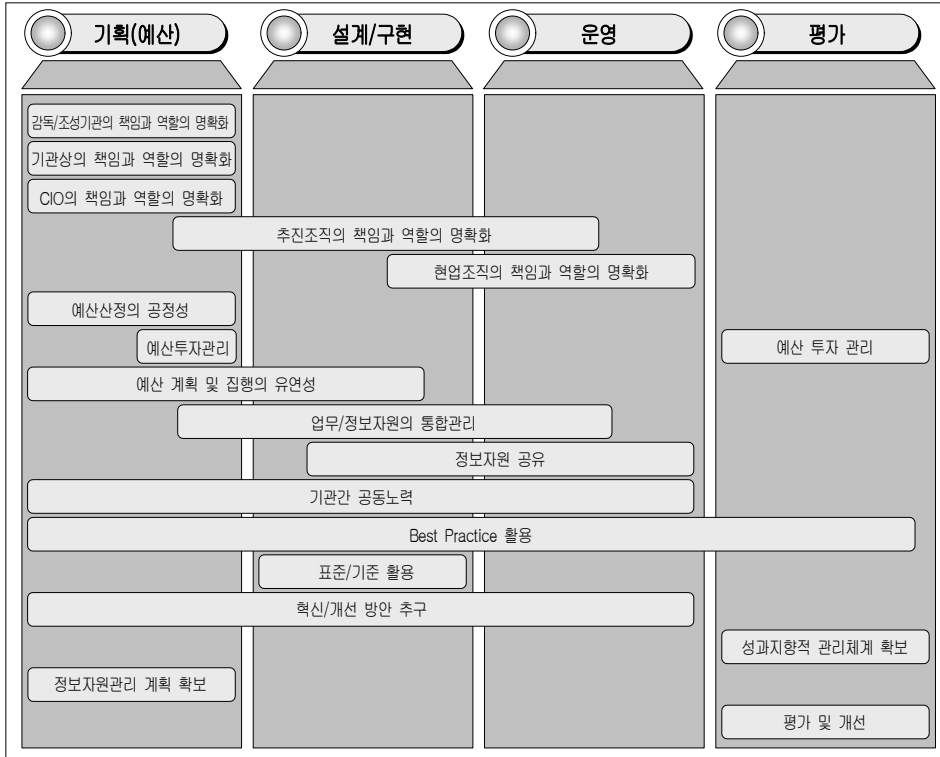 기획(예산)
설계/구현
운영
평가
감독/조성기관의 책임과 역할의 명확화
기관상의 책임과 역할의 명확화
CIO의 책임과 역할의 명확화
추진조직의 책임과 역할의 명확화
현업조직의 책임과 역할의 명확화
예산산정의 공정성
예산투자관리
예산 투자 관리
예산 계획 및 집행의 유연성
업무/정보자원의 통합관리
정보자원 공유
기관간 공동노력
Best Practice 활용
표준/기준 활용
혁신/개선 방안 추구
성과지향적 관리체계 확보
정보자원관리 계획 확보
평가 및 개선